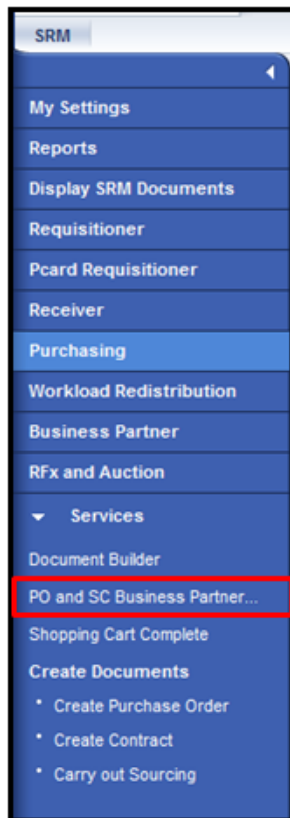 SRM
My Settings
Reports
Display SRM Documents
Requisitioner
Pcard Requisitioner
Receiver
Purchasing
Workload Redistribution
Business Partner
RFx and Auction
Services
Document Builder
PO and SC Business Partner...
Shopping Cart Complete
Create Documents
• Create Purchase Order
• Create Contract
• Carry out Sourcing